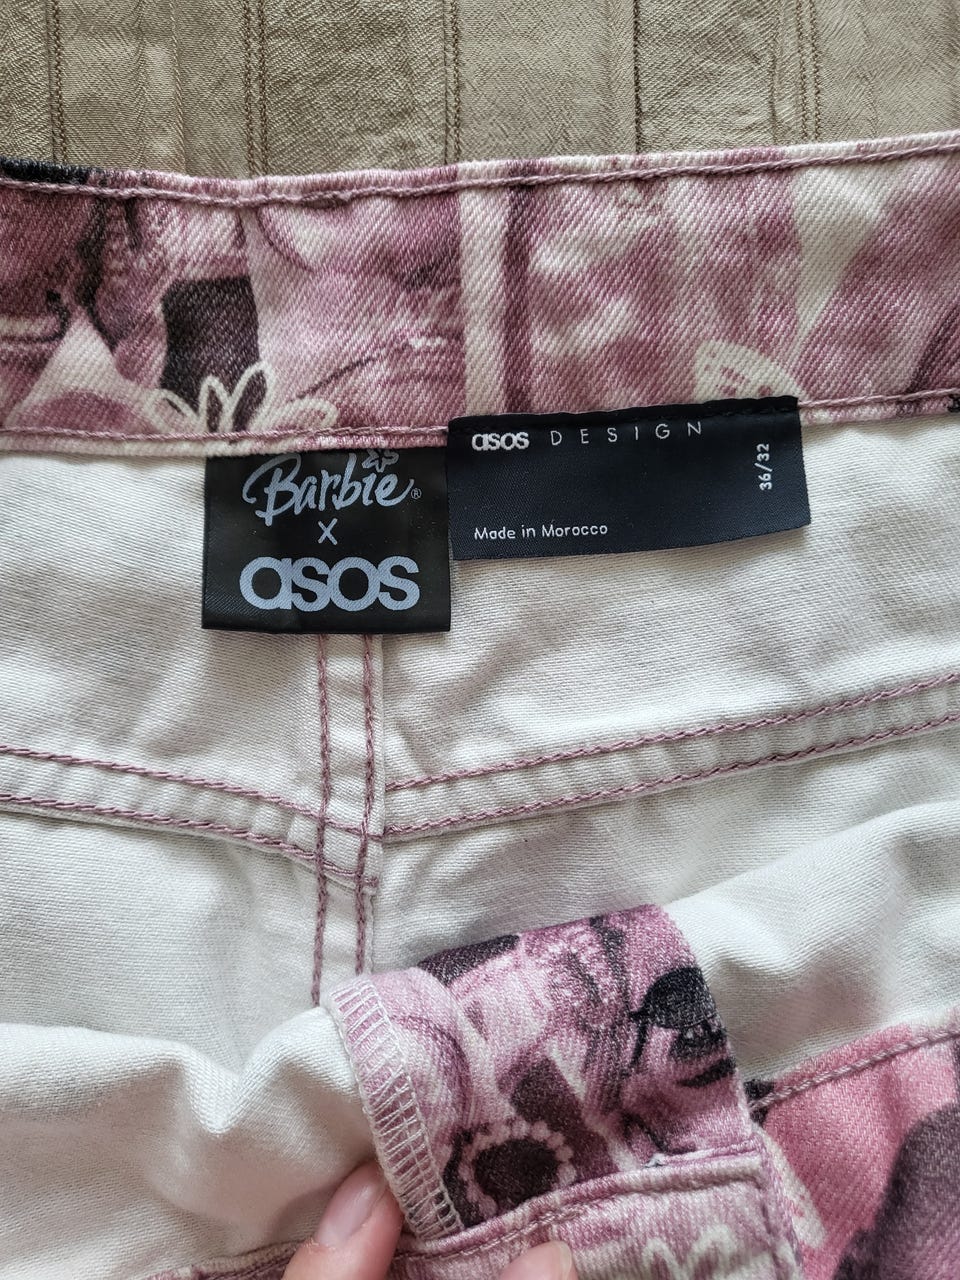 Barbie®
X
asos
asos DESIGN
36/32
Made in Morocco